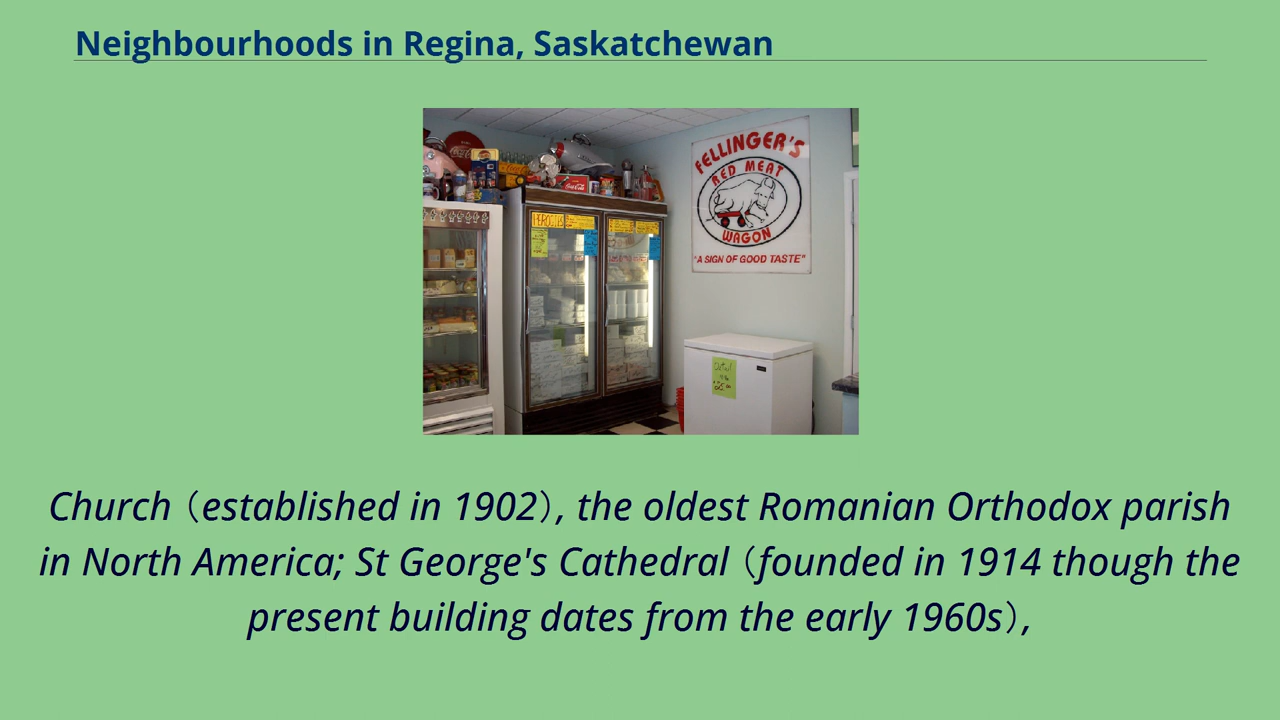 Neighbourhoods in Regina, Saskatchewan
FELLINGER'S
RED MEAT
WAGON
"A SIGN OF GOOD TASTE"
Coca-Cola
Church (established in 1902), the oldest Romanian Orthodox parish
in North America; St George's Cathedral (founded in 1914 though the
present building dates from the early 1960s),